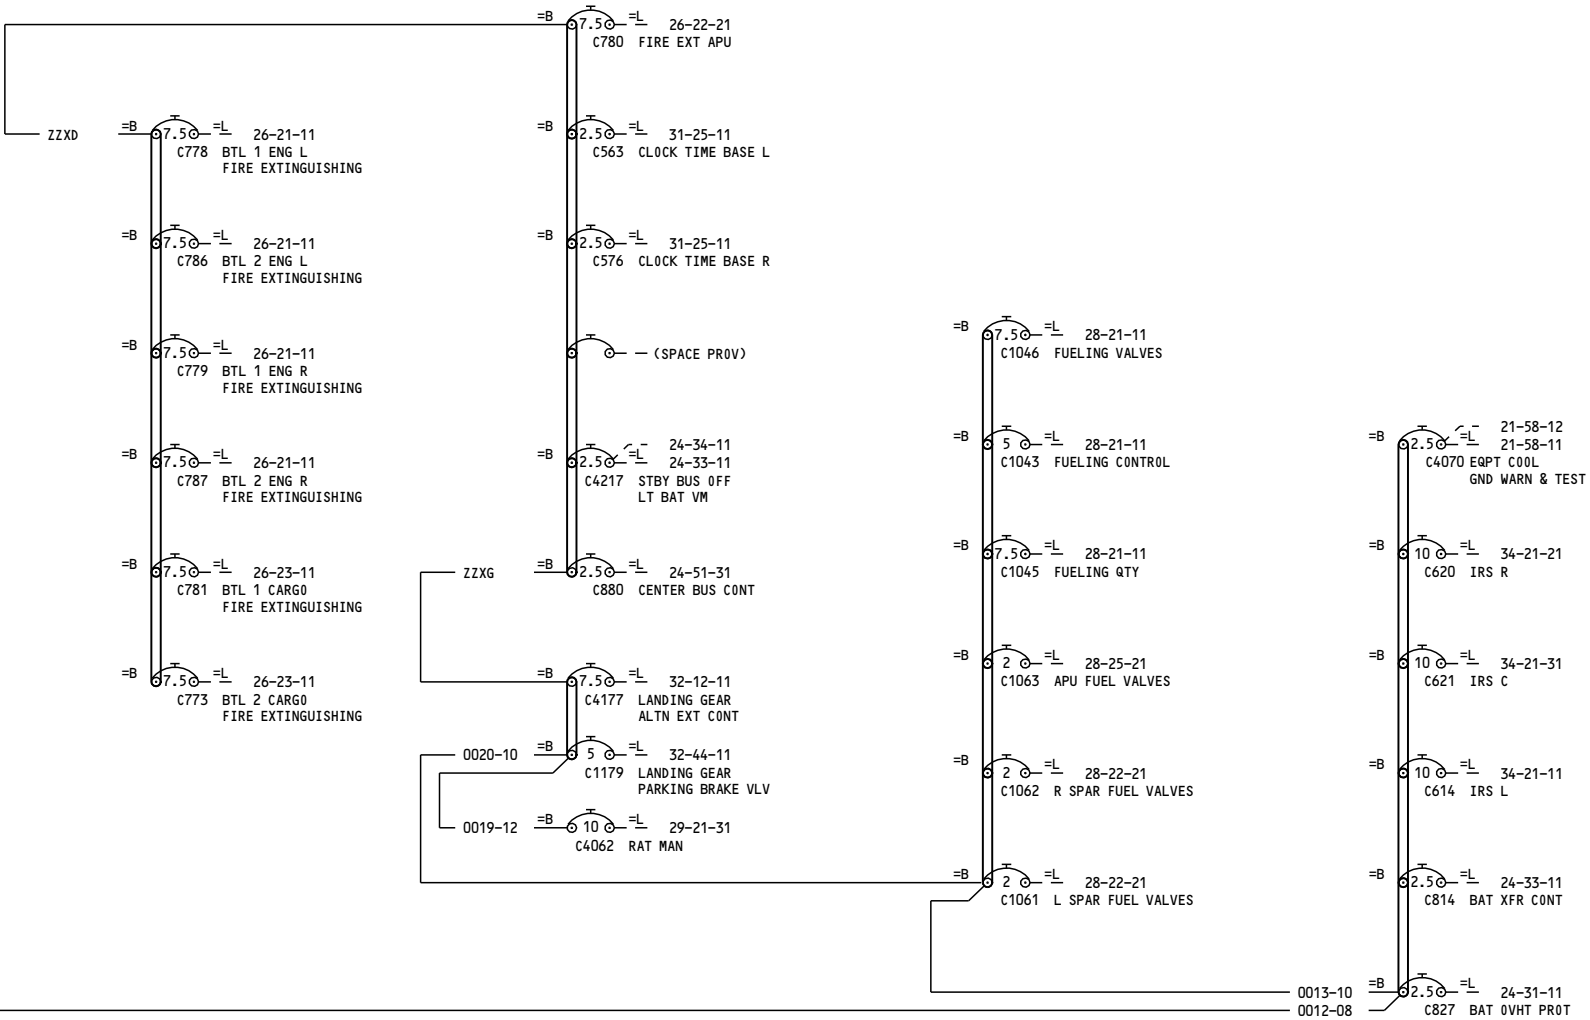 =B 7.5 =L 26-22-21
C780 FIRE EXT APU
ZZXD =B 7.5 =L 26-21-11
C778 BTL 1 ENG L
FIRE EXTINGUISHING
=B 7.5 =L 26-21-11
C786 BTL 2 ENG L
FIRE EXTINGUISHING
=B 7.5 =L 26-21-11
C779 BTL 1 ENG R
FIRE EXTINGUISHING
=B 7.5 =L 26-21-11
C787 BTL 2 ENG R
FIRE EXTINGUISHING
=B 7.5 =L 26-23-11
C781 BTL 1 CARGO
FIRE EXTINGUISHING
=B 7.5 =L 26-23-11
C773 BTL 2 CARGO
FIRE EXTINGUISHING
=B 2.5 =L 31-25-11
C563 CLOCK TIME BASE L
=B 2.5 =L 31-25-11
C576 CLOCK TIME BASE R
(SPACE PROV)
24-34-11
=B 2.5 =L 24-33-11
C4217 STBY BUS OFF
LT BAT VM
ZZXG =B 2.5 =L 24-51-31
C880 CENTER BUS CONT
=B 7.5 =L 32-12-11
C4177 LANDING GEAR
ALTN EXT CONT
0020-10 =B 5 =L 32-44-11
C1179 LANDING GEAR
PARKING BRAKE VLV
0019-12 =B 10 =L 29-21-31
C4062 RAT MAN
=B 7.5 =L 28-21-11
C1046 FUELING VALVES
=B 5 =L 28-21-11
C1043 FUELING CONTROL
=B 7.5 =L 28-21-11
C1045 FUELING QTY
=B 2 =L 28-25-21
C1063 APU FUEL VALVES
=B 2 =L 28-22-21
C1062 R SPAR FUEL VALVES
=B 2 =L 28-22-21
C1061 L SPAR FUEL VALVES
21-58-12
=B 2.5 =L 21-58-11
C4070 EQPT COOL
GND WARN & TEST
=B 10 =L 34-21-21
C620 IRS R
=B 10 =L 34-21-31
C621 IRS C
=B 10 =L 34-21-11
C614 IRS L
=B 2.5 =L 24-33-11
C814 BAT XFR CONT
0013-10 =B 2.5 =L 24-31-11
0012-08 C827 BAT OVHT PROT